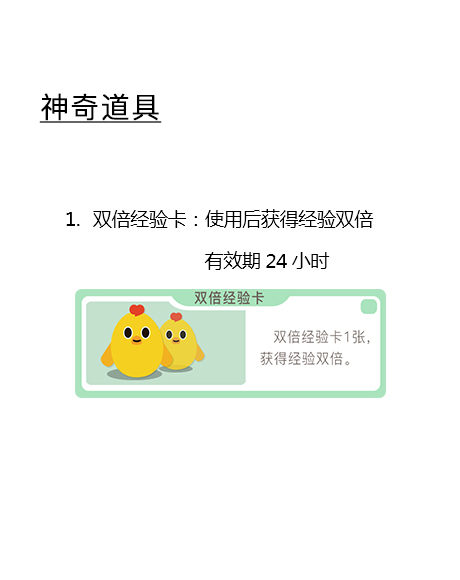 神奇道具
1. 双倍经验卡：使用后获得经验双倍
有效期 24 小时
双倍经验卡
双倍经验卡1张，
获得经验双倍。